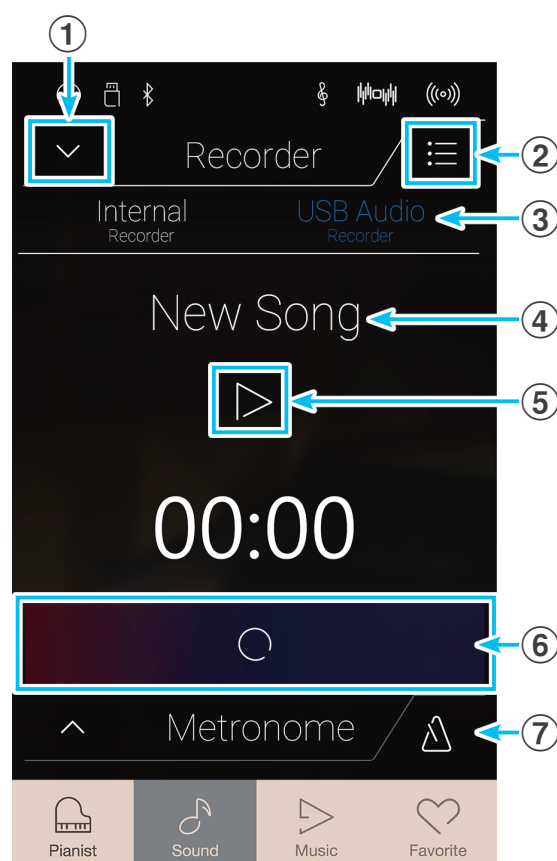 ①
Recorder
②
Internal USB Audio
Recorder Recorder
③
New Song
④
⑤
00:00
⑥
Metronome
⑦
Pianist Sound Music Favorite